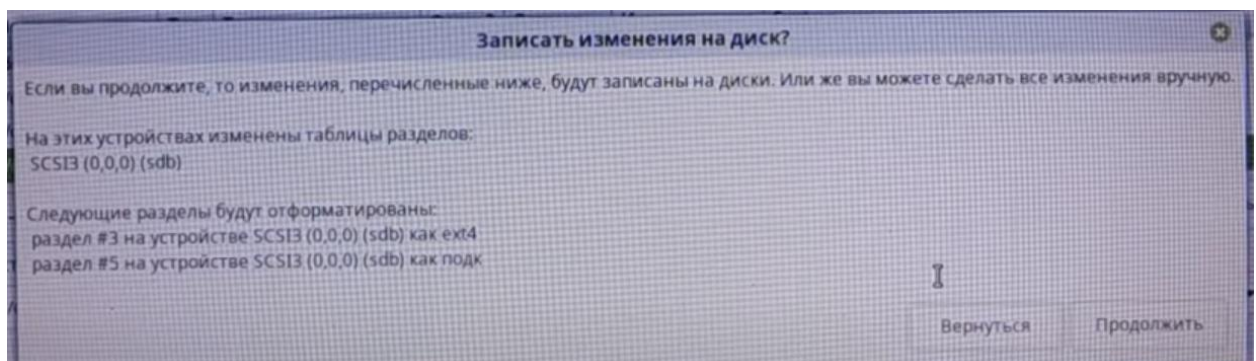 Записать изменения на диск?
Если вы продолжите, то изменения, перечисленные ниже, будут записаны на диски. Или же вы можете сделать все изменения вручную.
На этих устройствах изменены таблицы разделов:
SCSI3 (0,0,0) (sdb)
Следующие разделы будут отформатированы:
раздел #3 на устройстве SCSI3 (0,0,0) (sdb) как ext4
раздел #5 на устройстве SCSI3 (0,0,0) (sdb) как подк
Вернуться
Продолжить